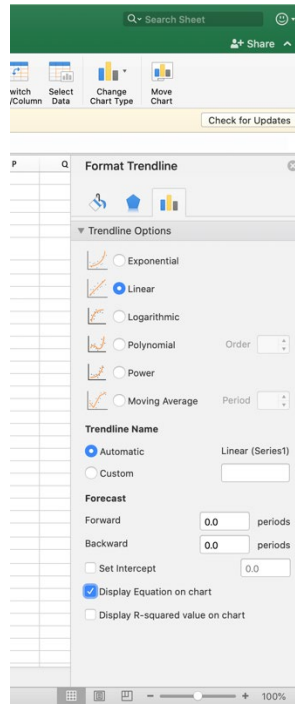 Search Sheet
Share
witch Select Change Move
/Column Data Chart Type Chart
Check for Updates
P Q Format Trendline
Trendline Options
Exponential
Linear
Logarithmic
Polynomial Order
Power
Moving Average Period
Trendline Name
Automatic Linear (Series1)
Custom
Forecast
Forward 0.0 periods
Backward 0.0 periods
Set Intercept 0.0
Display Equation on chart
Display R-squared value on chart
100%